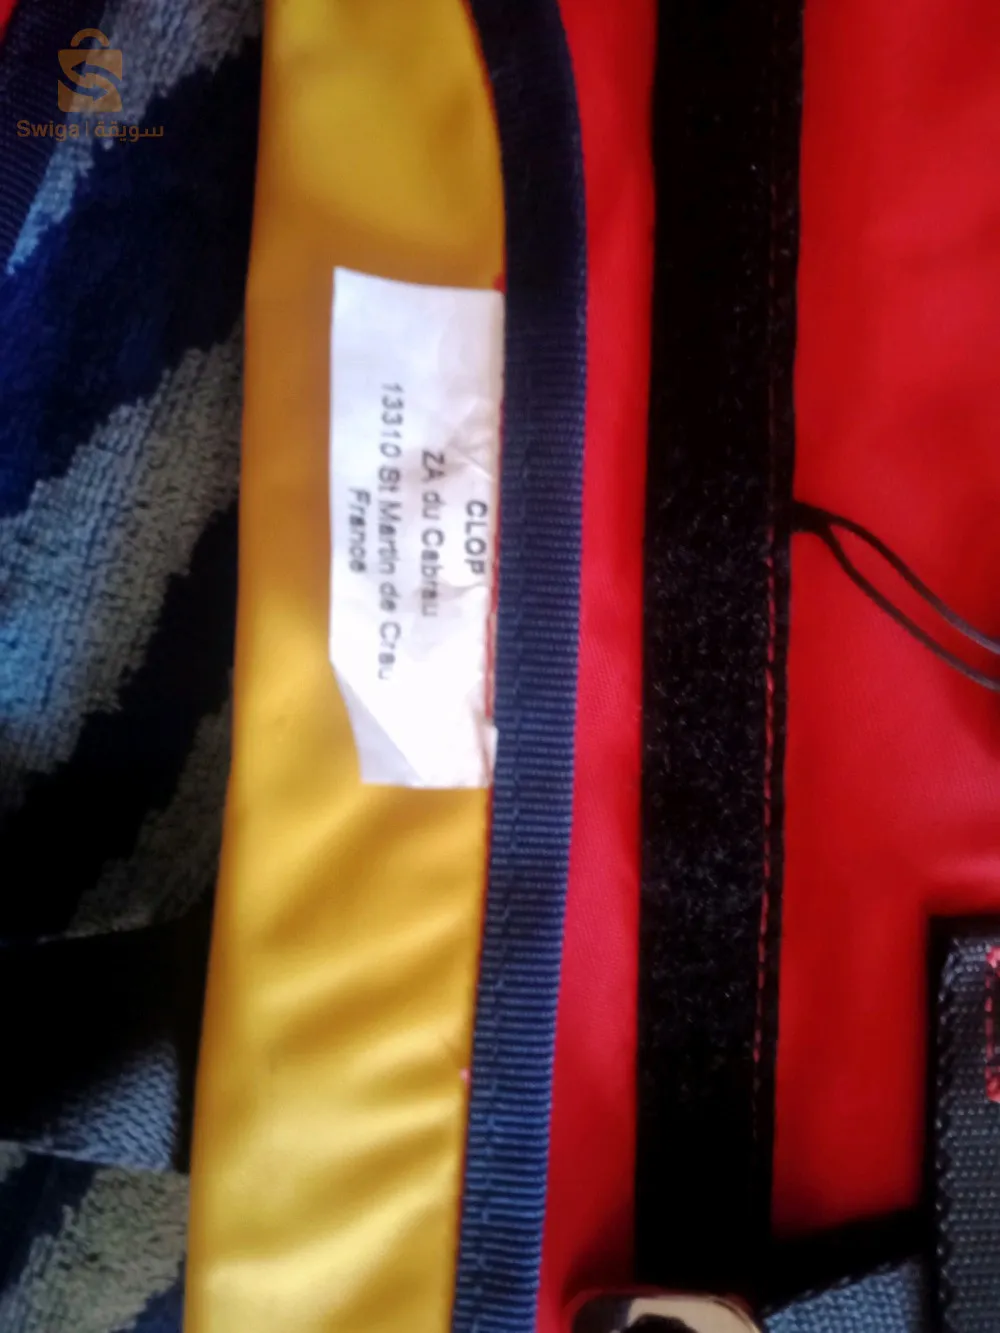 Swiga | سويقة
CLOP
ZA du Cabrau
13310 St Martin de Crau
France